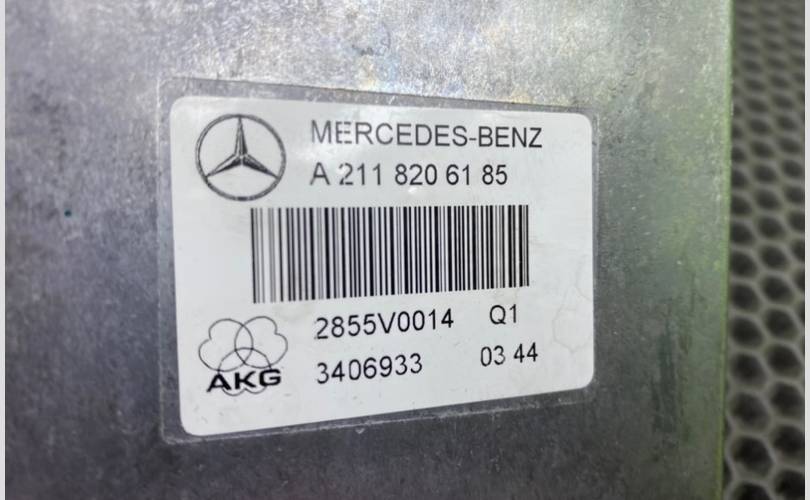 MERCEDES-BENZ
A 211 820 61 85
2855V0014 Q1
AKG 3406933 03 44